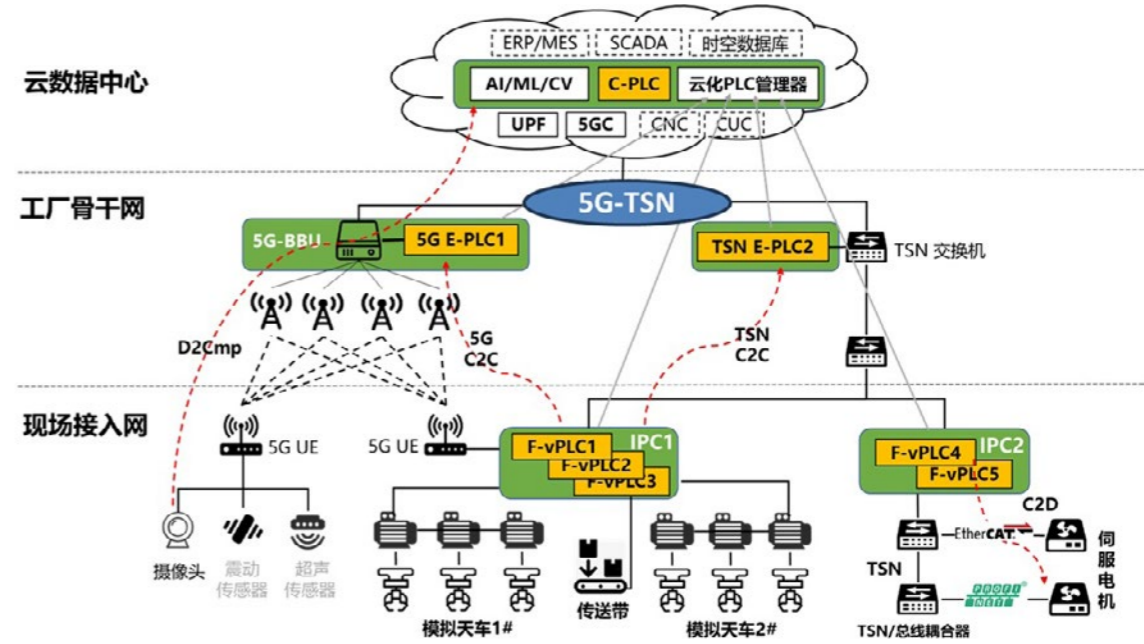 云数据中心
ERP/MES
SCADA
时空数据库
AI/ML/CV
C-PLC
云化PLC管理器
UPF
5GC
CNC
CUC
工厂骨干网
5G-TSN
5G-BBU
5G E-PLC1
TSN E-PLC2
TSN 交换机
D2Cmp
5G
C2C
TSN
C2C
现场接入网
5G UE
5G UE
F-vPLC1
IPC1
F-vPLC2
F-vPLC3
F-vPLC4
IPC2
F-vPLC5
C2D
EtherCAT
伺服电机
TSN
PROFI
NET
摄像头
震动
传感器
超声
传感器
传送带
模拟天车1#
模拟天车2#
TSN/总线耦合器